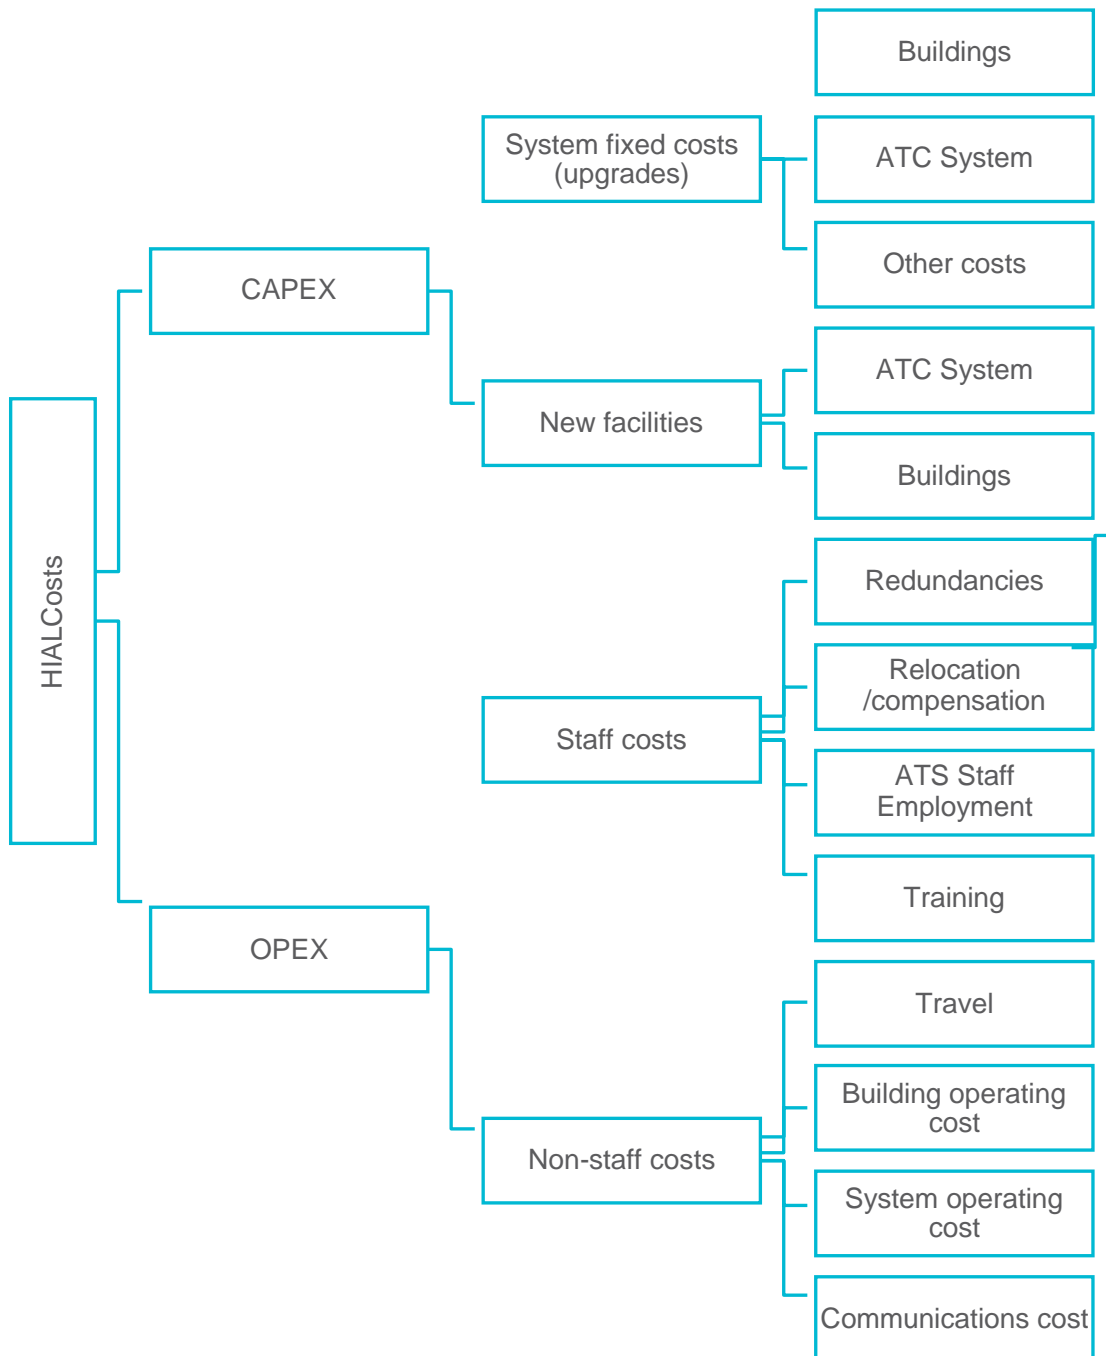 Buildings
System fixed costs
(upgrades)
ATC System
Other costs
CAPEX
ATC System
New facilities
Buildings
HIALCosts
Redundancies
Relocation
/compensation
Staff costs
ATS Staff
Employment
Training
OPEX
Travel
Building operating
cost
Non-staff costs
System operating
cost
Communications cost